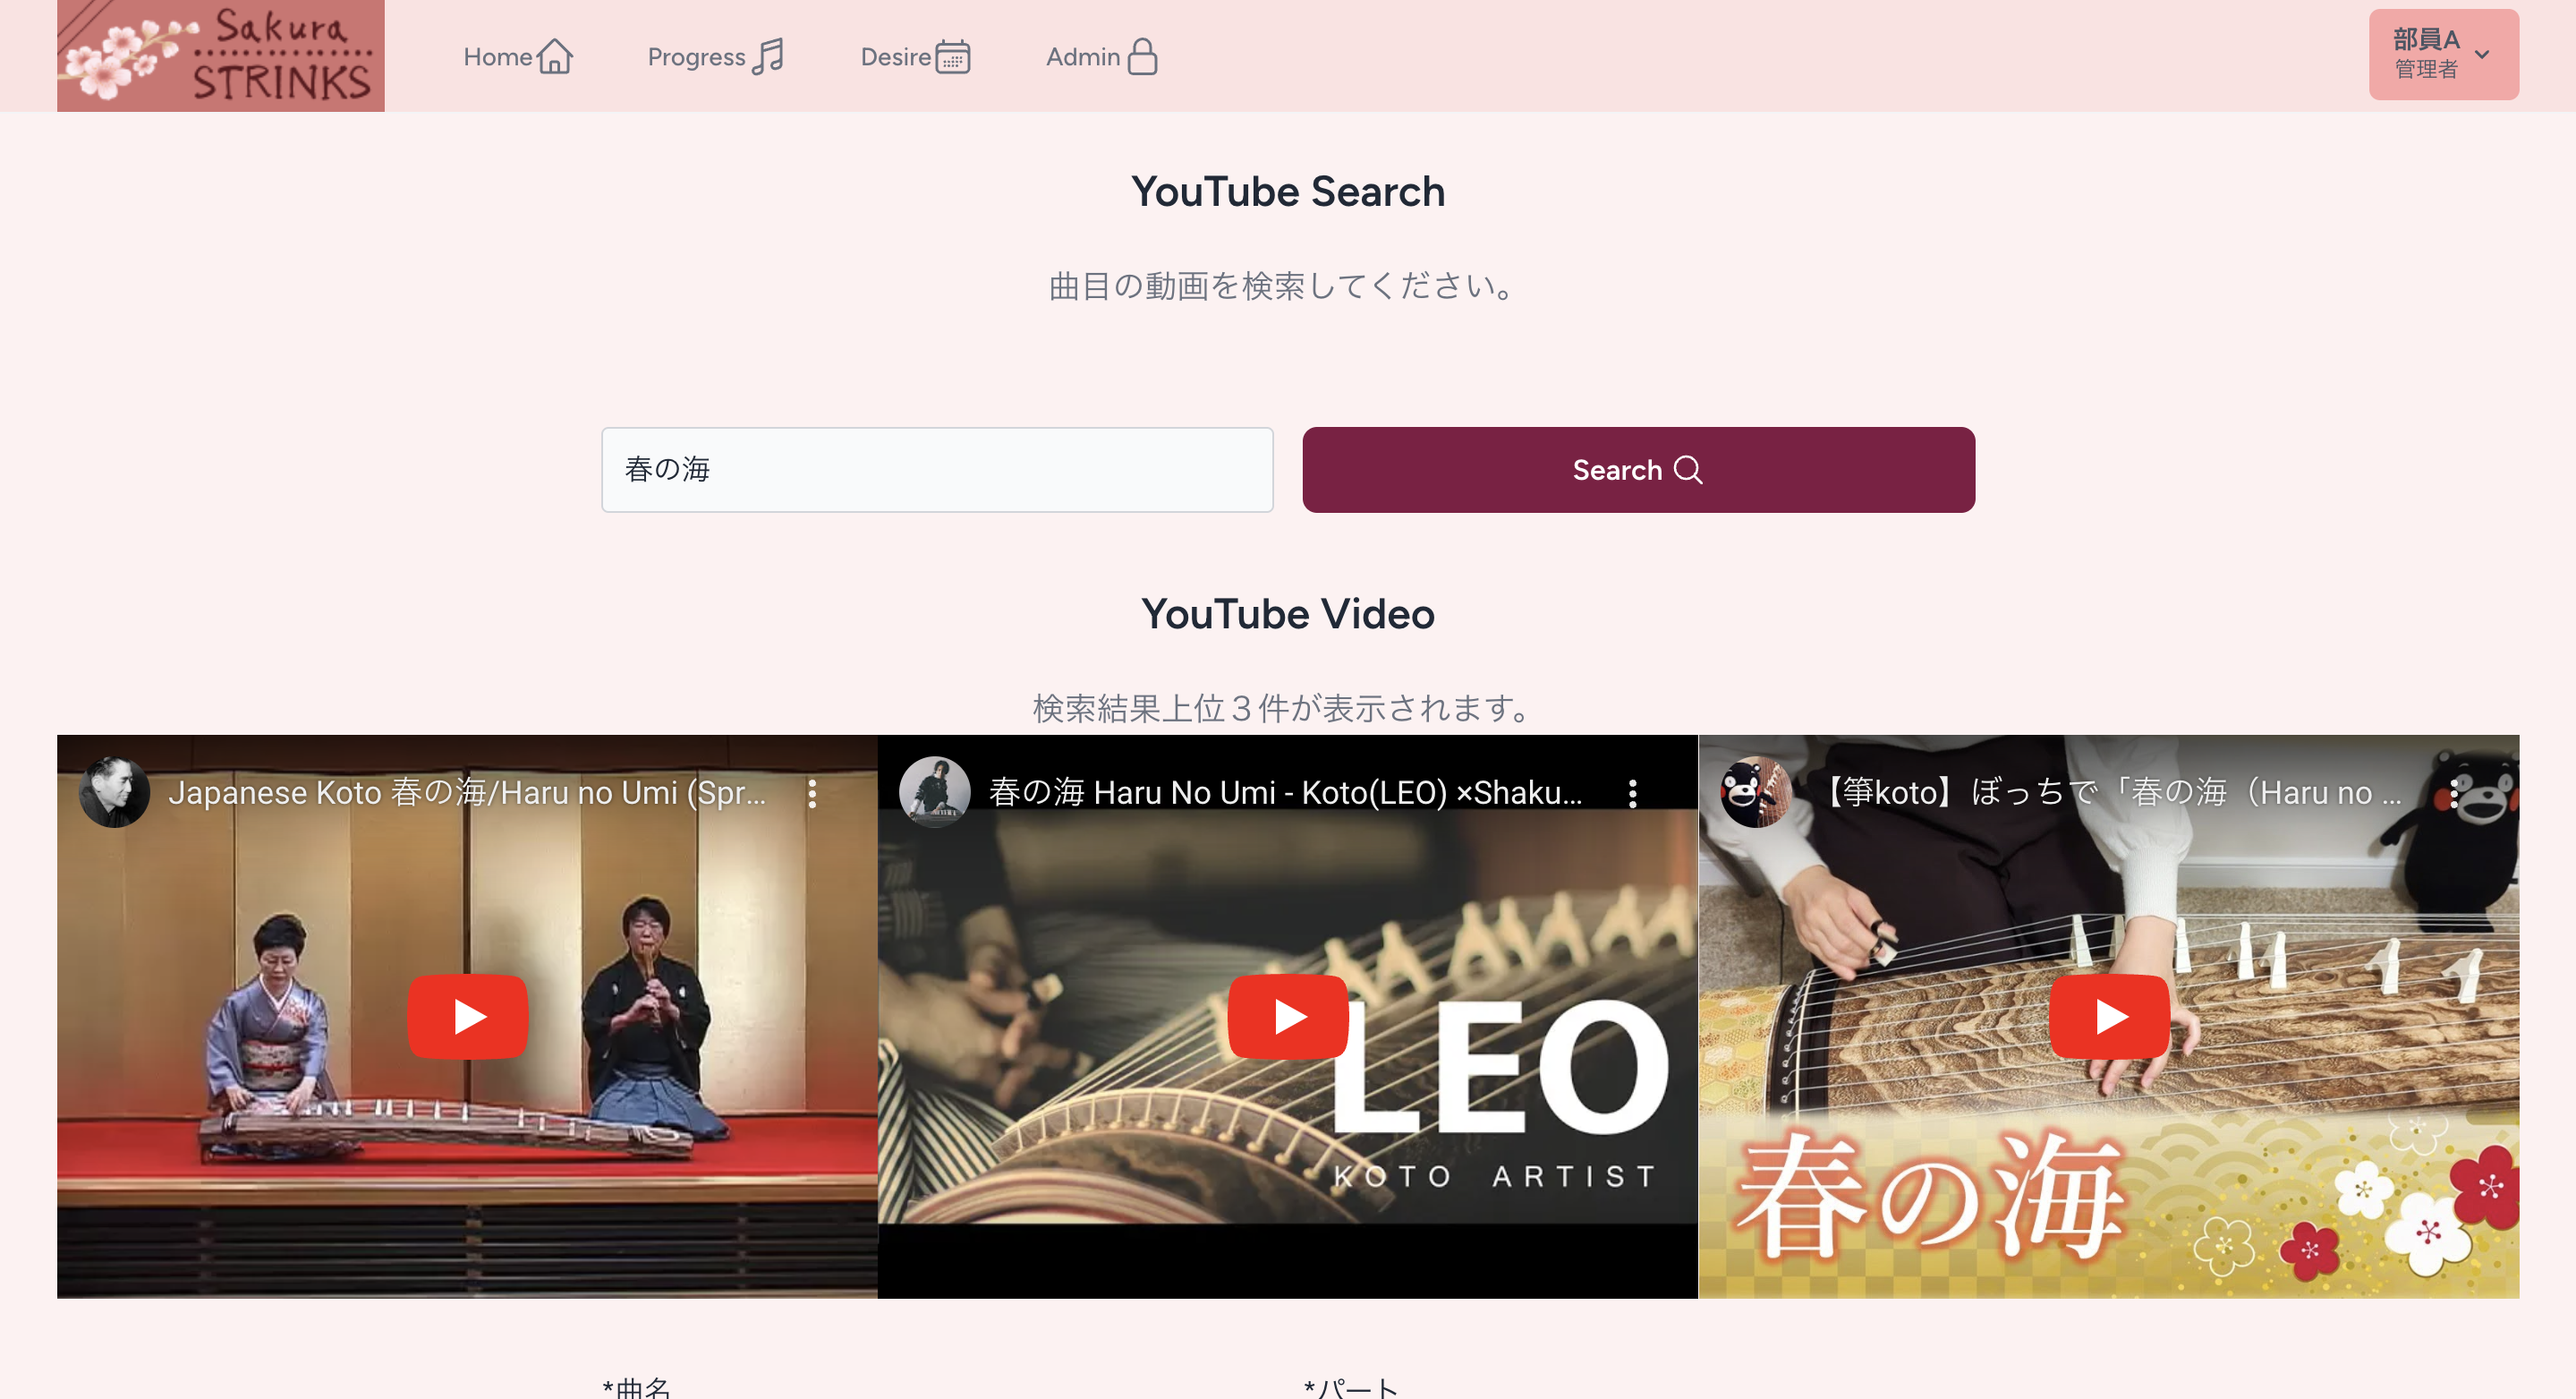 Sakura
STRINKS
Home
Progress
Desire
Admin
部員A
管理者
YouTube Search
曲目の動画を検索してください。
春の海
Search
YouTube Video
検索結果上位３件が表示されます。
Japanese Koto 春の海/Haru no Umi (Spr...
春の海 Haru No Umi - Koto(LEO) ×Shaku...
【箏koto】ぼっちで「春の海（Haru no ...
LEO
KOTO ARTIST
春の海
*曲名
*パート